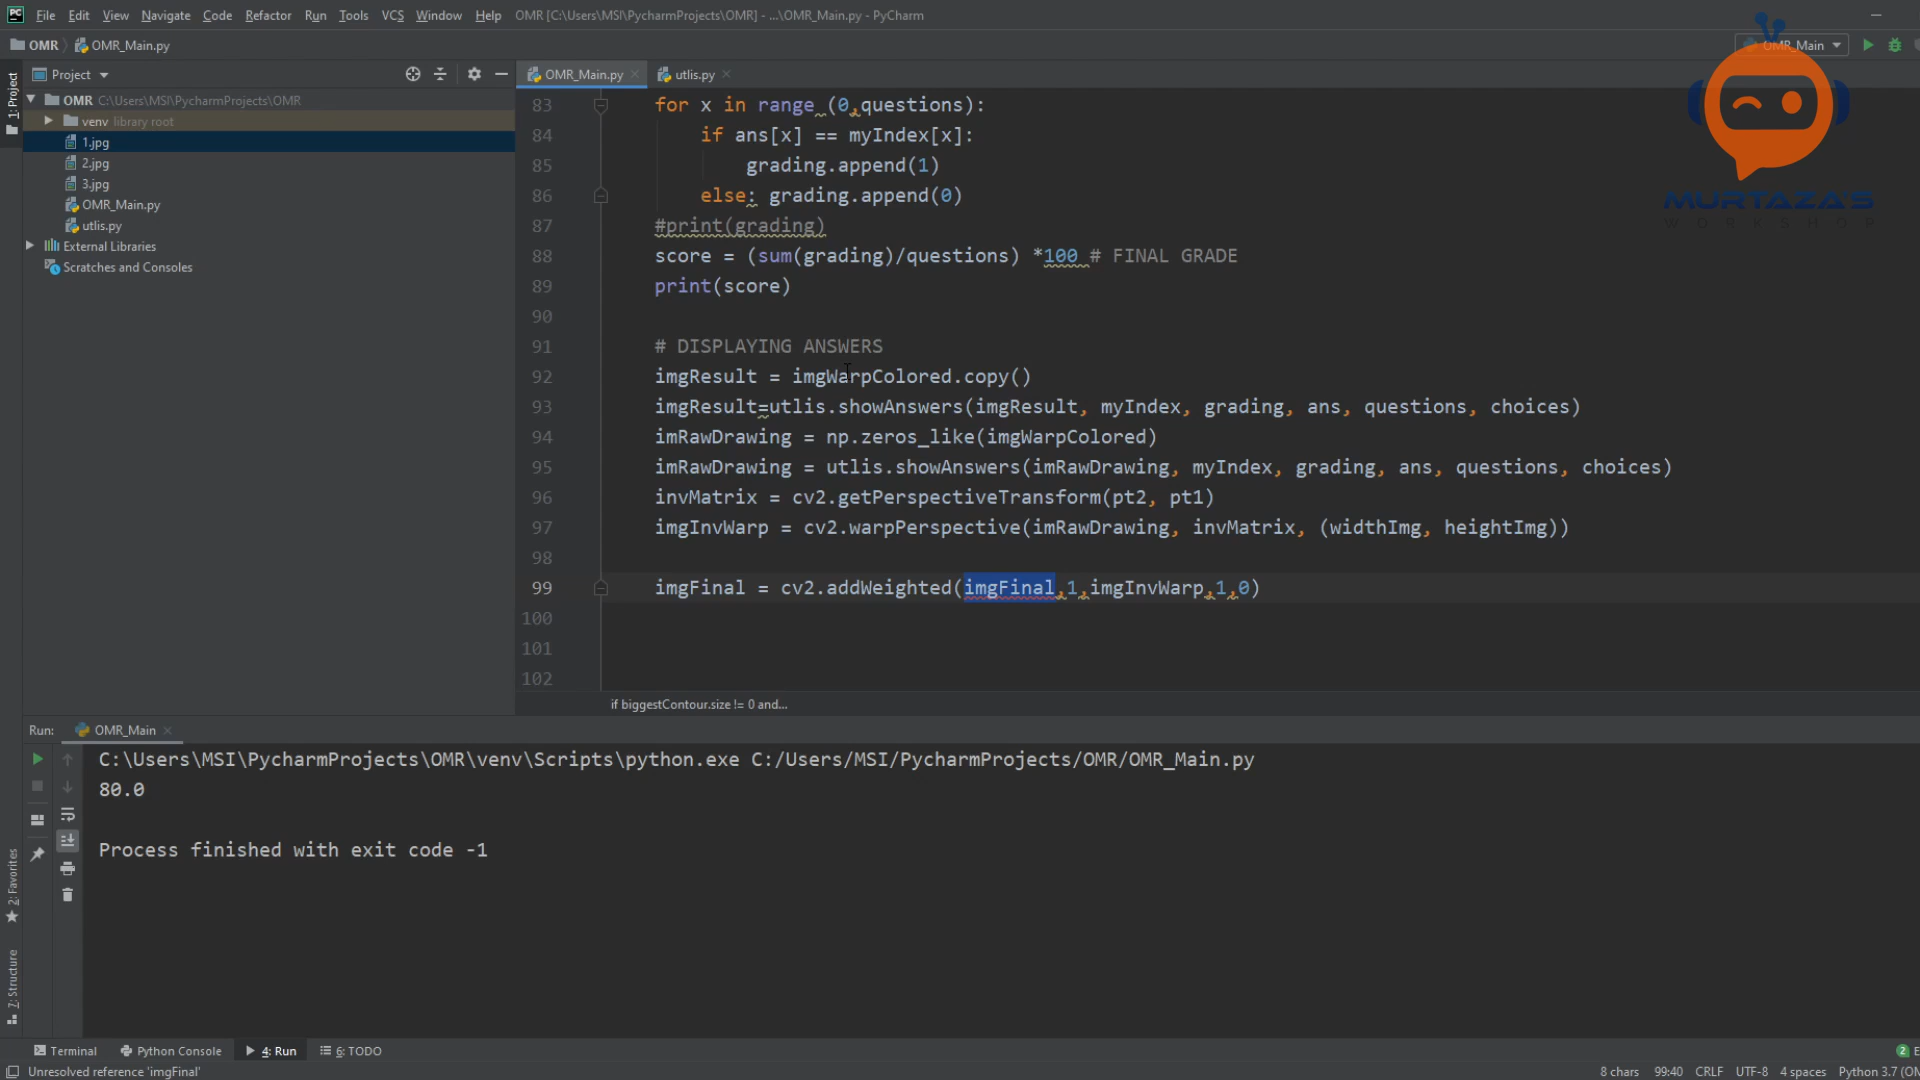 File Edit View Navigate Code Refactor Run Tools VCS Window Help OMR [C:\Users\MSI\PycharmProjects\OMR] - ...\OMR_Main.py - PyCharm
OMR OMR_Main.py
OMR_Main
Project
OMR_Main.py
utlis.py
1: Project
OMR C:\Users\MSI\PycharmProjects\OMR
venv library root
1.jpg
2.jpg
3.jpg
OMR_Main.py
utlis.py
External Libraries
Scratches and Consoles
83 for x in range (0,questions):
84 if ans[x] == myIndex[x]:
85 grading.append(1)
86 else: grading.append(0)
87 #print(grading)
88 score = (sum(grading)/questions) *100 # FINAL GRADE
89 print(score)
90
91 # DISPLAYING ANSWERS
92 imgResult = imgWarpColored.copy()
93 imgResult=utlis.showAnswers(imgResult, myIndex, grading, ans, questions, choices)
94 imRawDrawing = np.zeros_like(imgWarpColored)
95 imRawDrawing = utlis.showAnswers(imRawDrawing, myIndex, grading, ans, questions, choices)
96 invMatrix = cv2.getPerspectiveTransform(pt2, pt1)
97 imgInvWarp = cv2.warpPerspective(imRawDrawing, invMatrix, (widthImg, heightImg))
98
99 imgFinal = cv2.addWeighted(imgFinal,1,imgInvWarp,1,0)
100
101
102
if biggestContour.size != 0 and...
MURTAZA'S
WORKSHOP
Run: OMR_Main
C:\Users\MSI\PycharmProjects\OMR\venv\Scripts\python.exe C:/Users/MSI/PycharmProjects/OMR/OMR_Main.py
80.0
Process finished with exit code -1
2: Favorites
7: Structure
Terminal Python Console 4: Run 6: TODO
2 E
Unresolved reference 'imgFinal'
8 chars 99:40 CRLF UTF-8 4 spaces Python 3.7 (OM